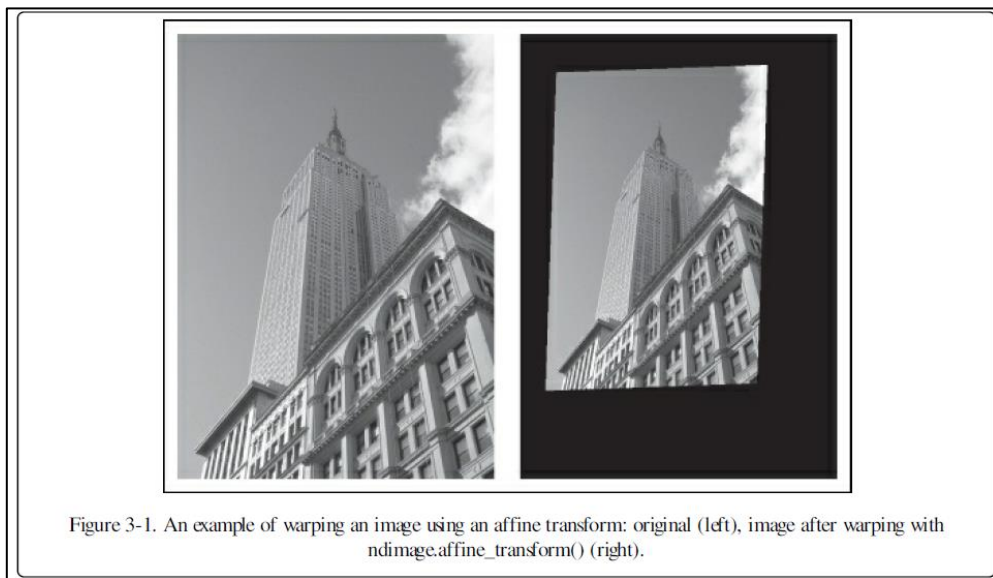 Figure 3-1. An example of warping an image using an affine transform: original (left), image after warping with
ndimage.affine_transform() (right).